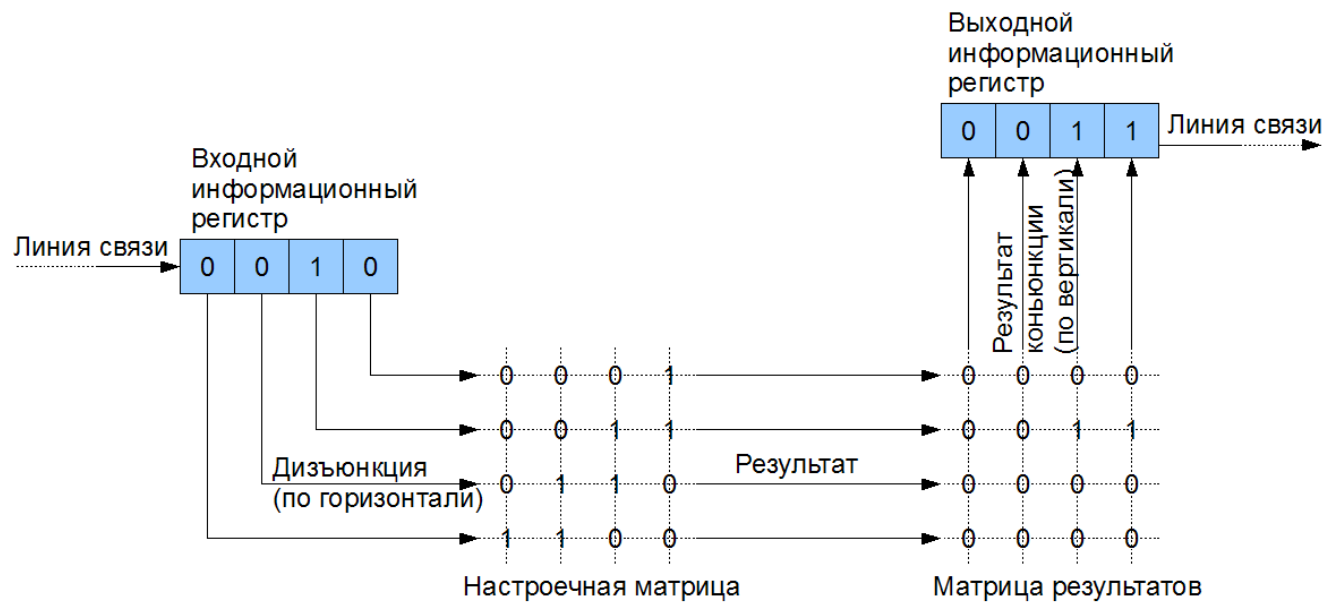 Выходной
информационный
регистр
0 0 1 1
Линия связи
Входной
информационный
регистр
Линия связи
0 0 1 0
Результат
коньюнкции
(по вертикали)
0 0 0 1
0 0 0 0
0 0 1 1
0 0 1 1
Дизъюнкция
(по горизонтали)
0 1 1 0
Результат
0 0 0 0
1 1 0 0
0 0 0 0
Настроечная матрица
Матрица результатов